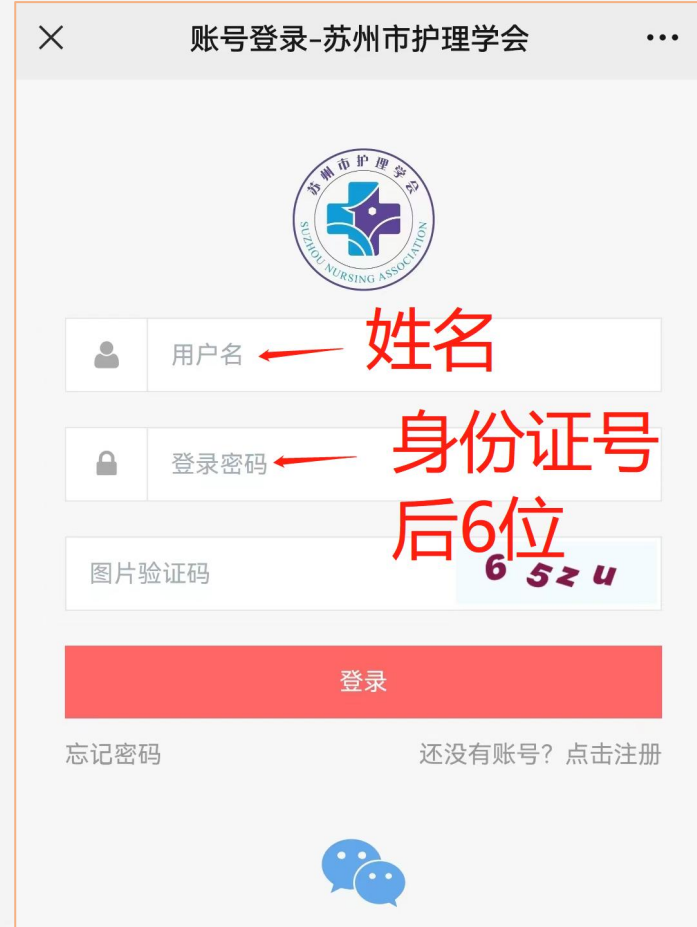 账号登录-苏州市护理学会
苏州市护理学会
SUZHOU NURSING ASSOCIATION
用户名
姓名
登录密码
身份证号
后6位
图片验证码
65zu
登录
忘记密码
还没有账号？点击注册